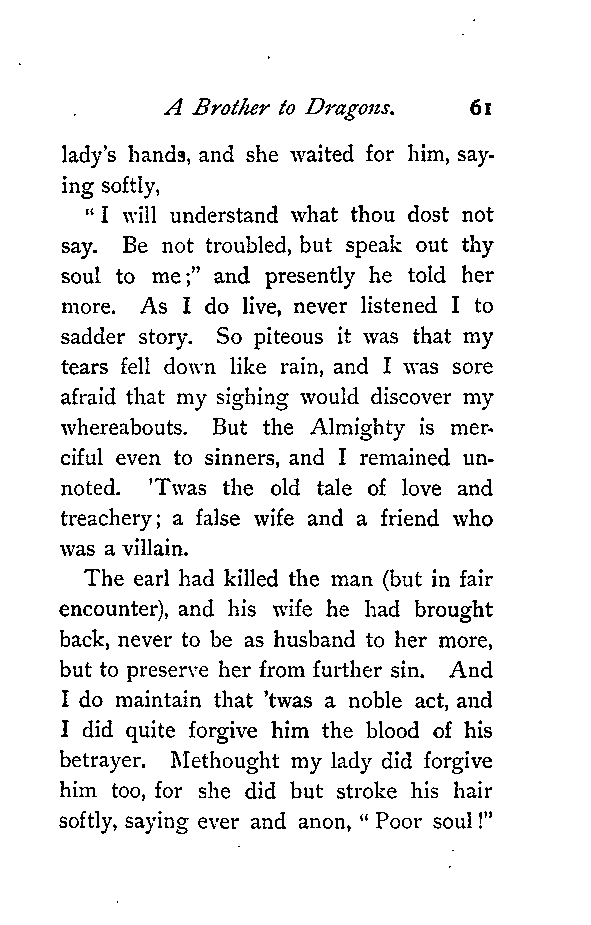 A Brother to Dragons. 61
lady's hands, and she waited for him, say-
ing softly,
"I will understand what thou dost not
say. Be not troubled, but speak out thy
soul to me;" and presently he told her
more. As I do live, never listened I to
sadder story. So piteous it was that my
tears fell down like rain, and I was sore
afraid that my sighing would discover my
whereabouts. But the Almighty is mer-
ciful even to sinners, and I remained un-
noted. 'Twas the old tale of love and
treachery; a false wife and a friend who
was a villain.
The earl had killed the man (but in fair
encounter), and his wife he had brought
back, never to be as husband to her more,
but to preserve her from further sin. And
I do maintain that 'twas a noble act, and
I did quite forgive him the blood of his
betrayer. Methought my lady did forgive
him too, for she did but stroke his hair
softly, saying ever and anon, "Poor soul!"